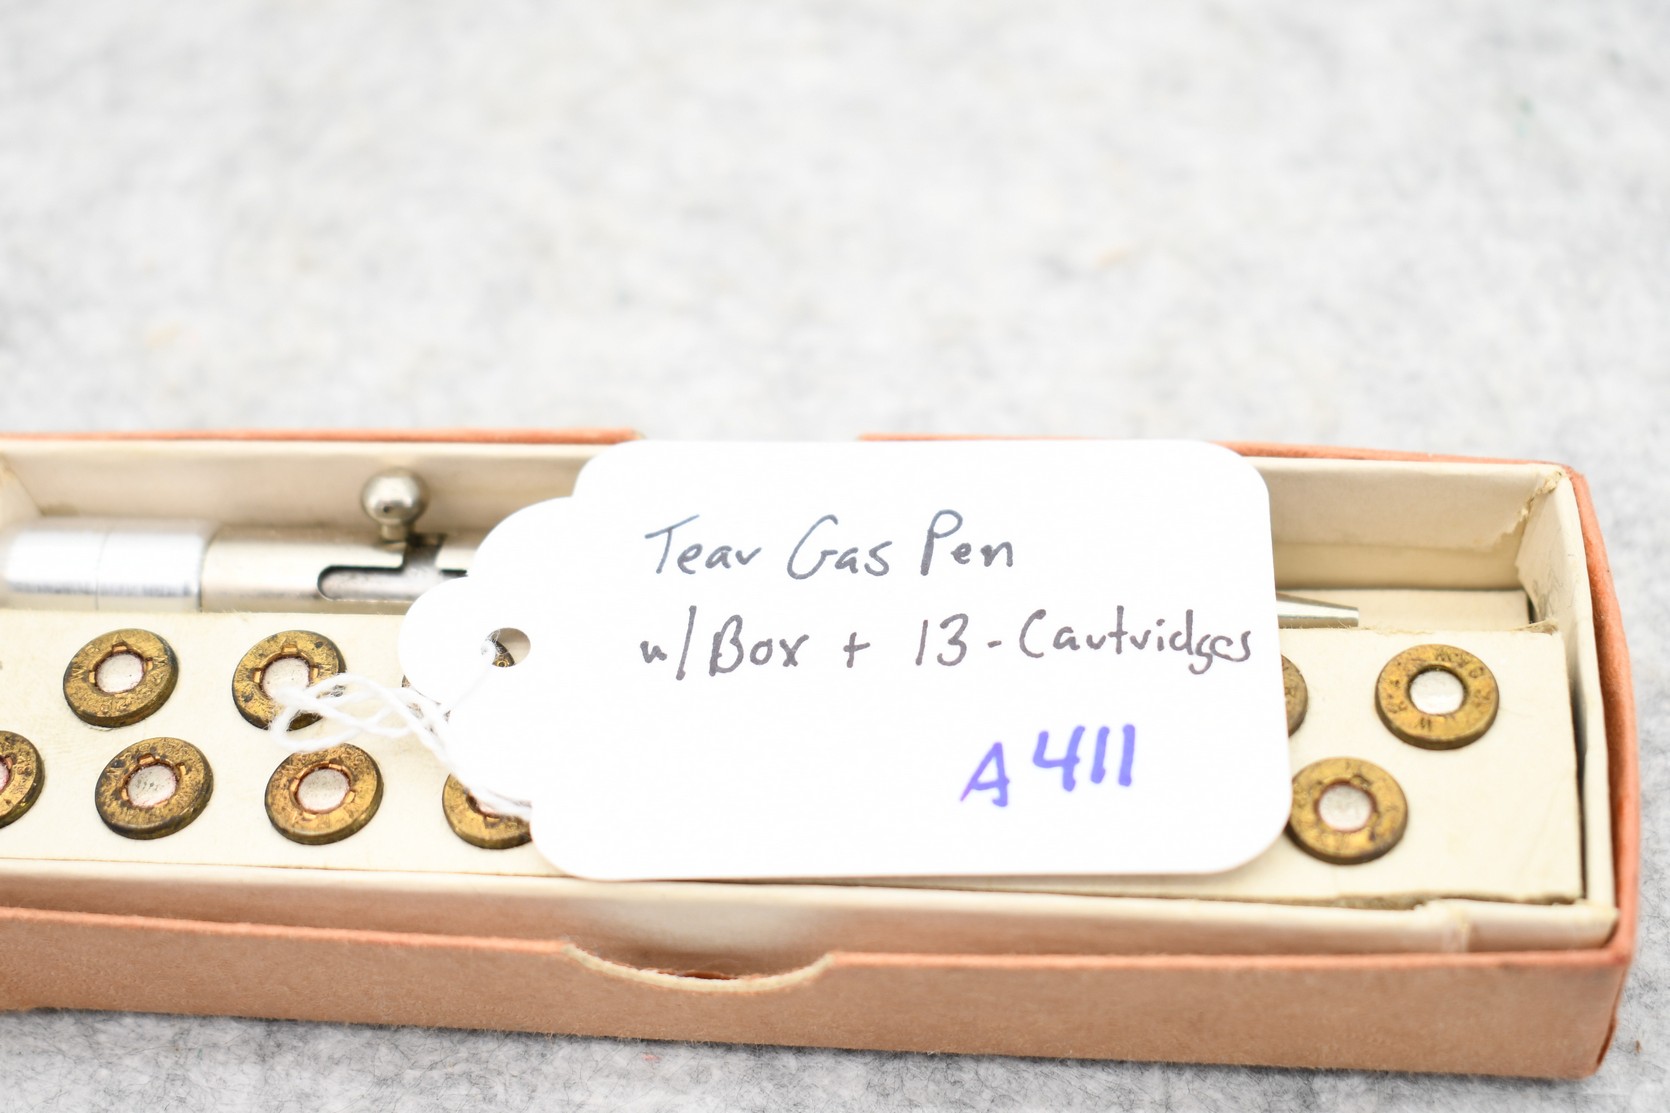 Tear Gas Pen
w/Box + 13-Cartridges
A411